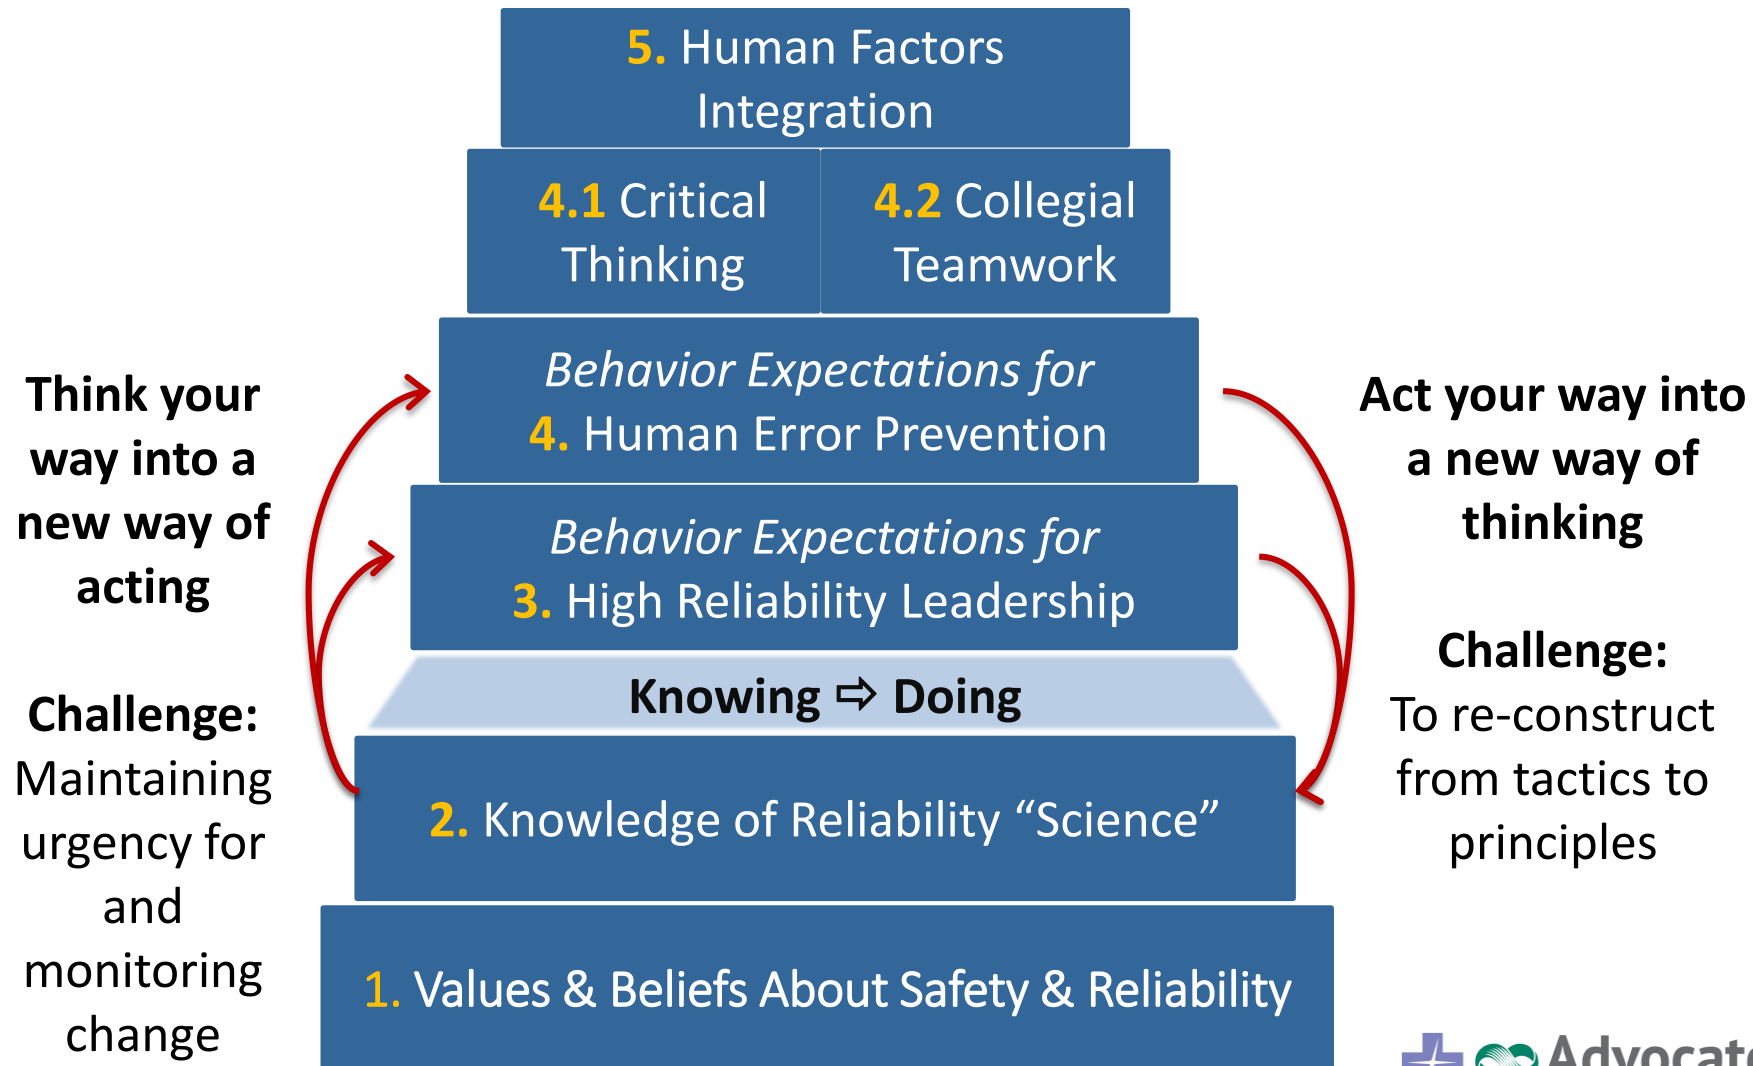 5. Human Factors
Integration
4.1 Critical
Thinking
4.2 Collegial
Teamwork
Behavior Expectations for
4. Human Error Prevention
Behavior Expectations for
3. High Reliability Leadership
Knowing ⇨ Doing
2. Knowledge of Reliability “Science”
1. Values & Beliefs About Safety & Reliability
Think your
way into a
new way of
acting
Challenge:
Maintaining
urgency for
and
monitoring
change
Act your way into
a new way of
thinking
Challenge:
To re-construct
from tactics to
principles
Advocate